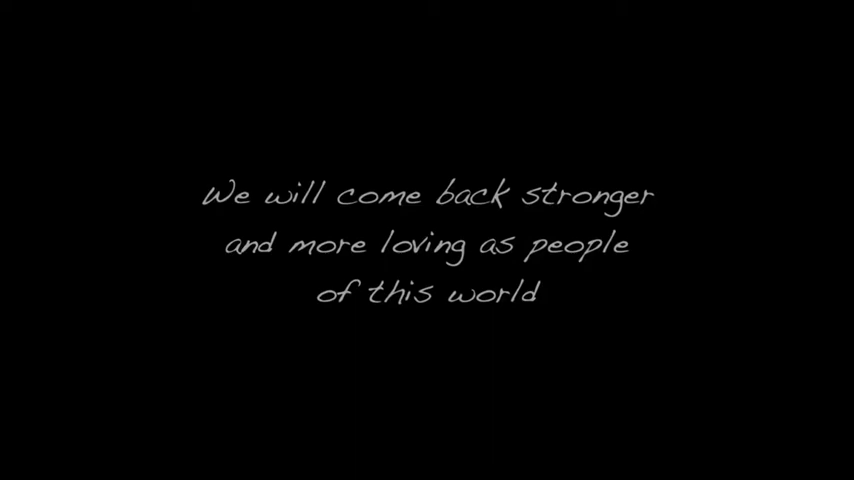 We will come back stronger
and more loving as people
of this world